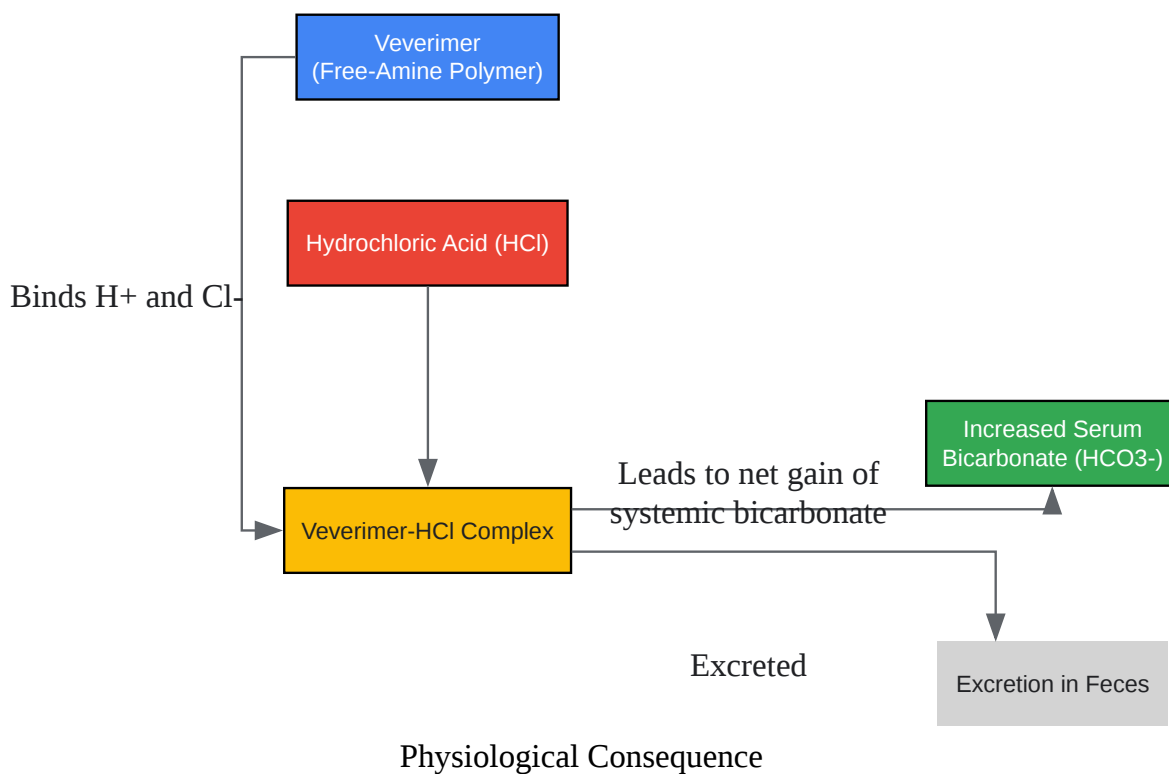 Veverimer
(Free-Amine Polymer)
Hydrochloric Acid (HCl)
Binds H+ and Cl-
Increased Serum
Bicarbonate (HCO3-)
Leads to net gain of
systemic bicarbonate
Veverimer-HCl Complex
Excreted
Excretion in Feces
Physiological Consequence